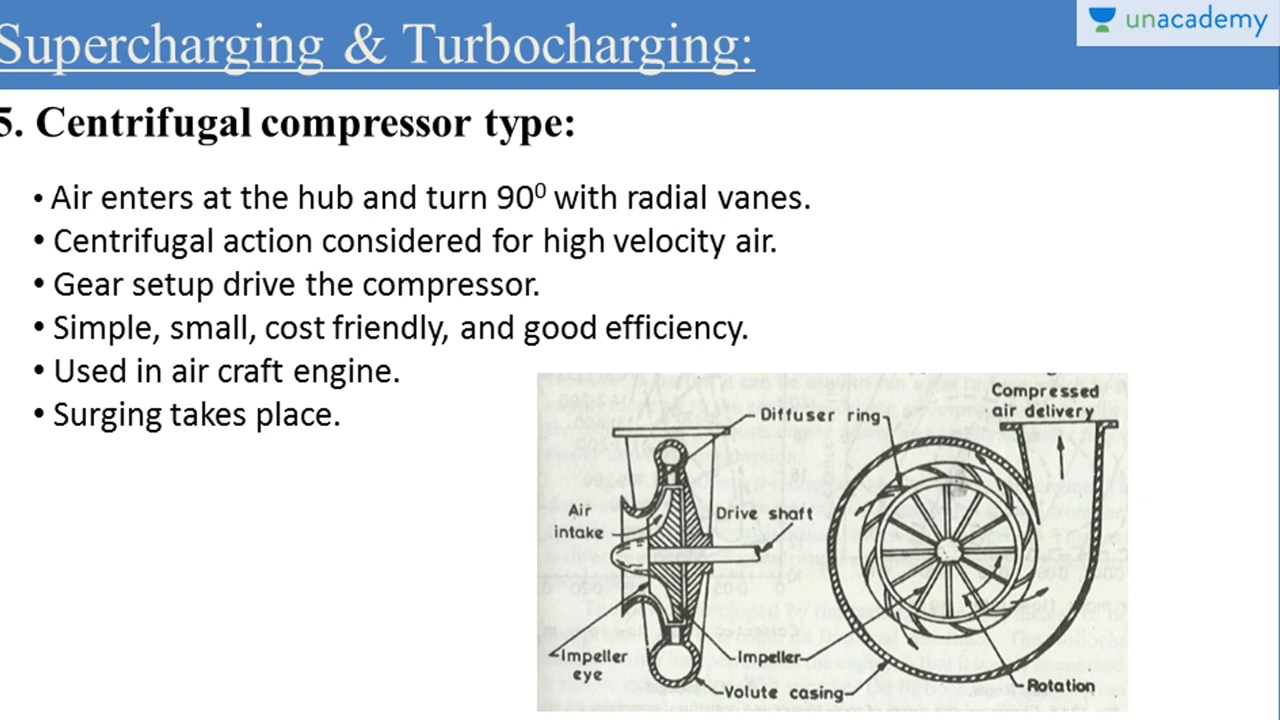 Supercharging & Turbocharging:
unacademy
5. Centrifugal compressor type:
• Air enters at the hub and turn 90⁰ with radial vanes.
• Centrifugal action considered for high velocity air.
• Gear setup drive the compressor.
• Simple, small, cost friendly, and good efficiency.
• Used in air craft engine.
• Surging takes place.
Compressed
air delivery
Diffuser ring
Air
intake
Drive shaft
Impeller
eye
Impeller
Volute casing
Rotation